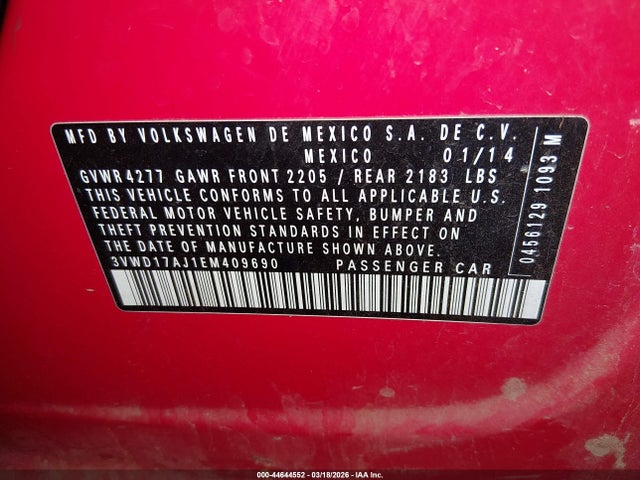 MFD BY VOLKSWAGEN DE MEXICO S.A. DE C.V.
MEXICO 01/14
GVWR 4277 GAWR FRONT 2205 / REAR 2183 LBS
THIS VEHICLE CONFORMS TO ALL APPLICABLE U.S.
FEDERAL MOTOR VEHICLE SAFETY, BUMPER AND
THEFT PREVENTION STANDARDS IN EFFECT ON
THE DATE OF MANUFACTURE SHOWN ABOVE.
3VWD17AJ1EM409690 PASSENGER CAR
0456129 1093 M
000-44644552 - 03/18/2026 - IAA Inc.